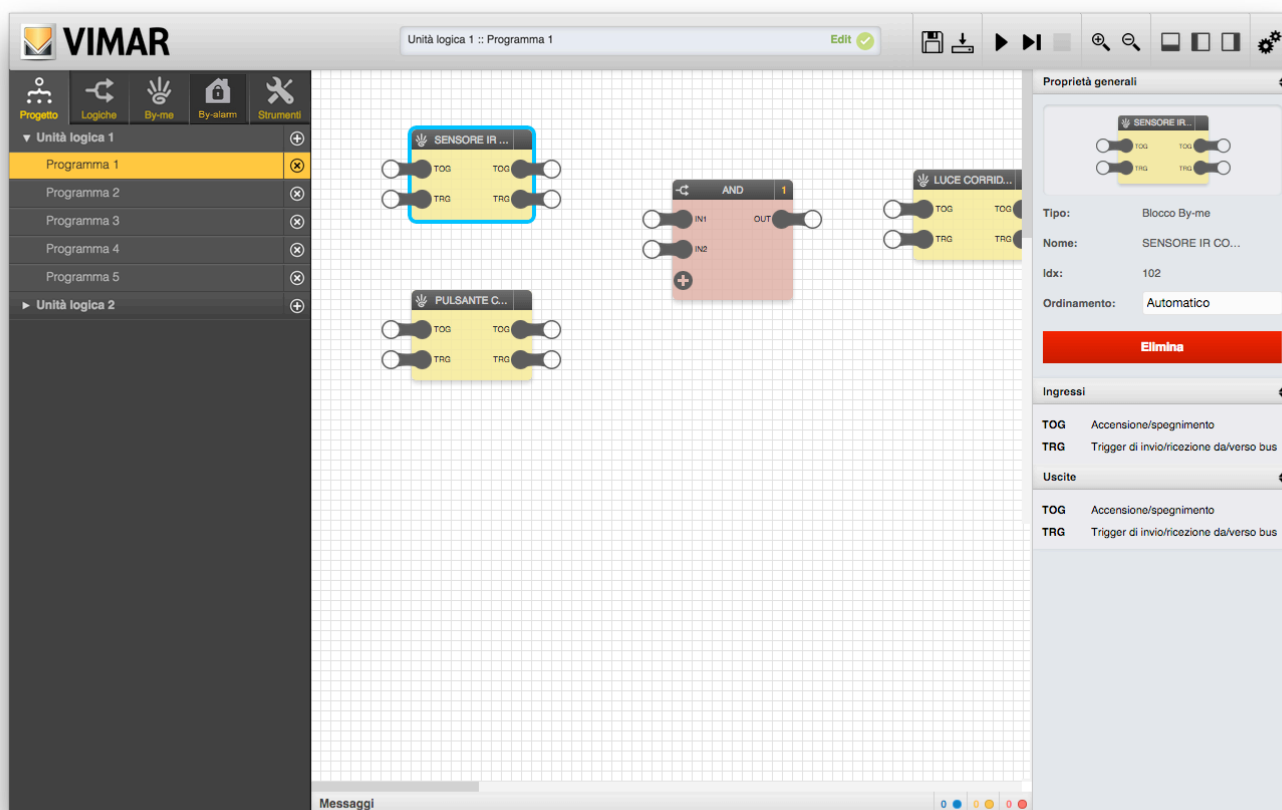 VIMAR
Unità logica 1 :: Programma 1
Edit
Progetto
Logiche
By-me
By-alarm
Strumenti
Unità logica 1
Programma 1
Programma 2
Programma 3
Programma 4
Programma 5
Unità logica 2
SENSORE IR ...
TOG TOG
TRG TRG
PULSANTE C...
TOG TOG
TRG TRG
AND 1
IN1 OUT
IN2
LUCE CORRID...
TOG TOG
TRG TRG
Messaggi
0 0 0
Proprietà generali
SENSORE IR...
TOG TOG
TRG TRG
Tipo: Blocco By-me
Nome: SENSORE IR CO...
Idx: 102
Ordinamento: Automatico
Elimina
Ingressi
TOG Accensione/spegnimento
TRG Trigger di invio/ricezione da/verso bus
Uscite
TOG Accensione/spegnimento
TRG Trigger di invio/ricezione da/verso bus